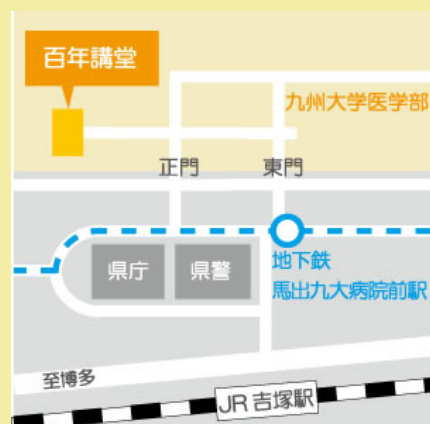 百年講堂
九州大学医学部
正門
東門
県庁
県警
地下鉄
馬出九大病院前駅
至博多
JR 吉塚駅